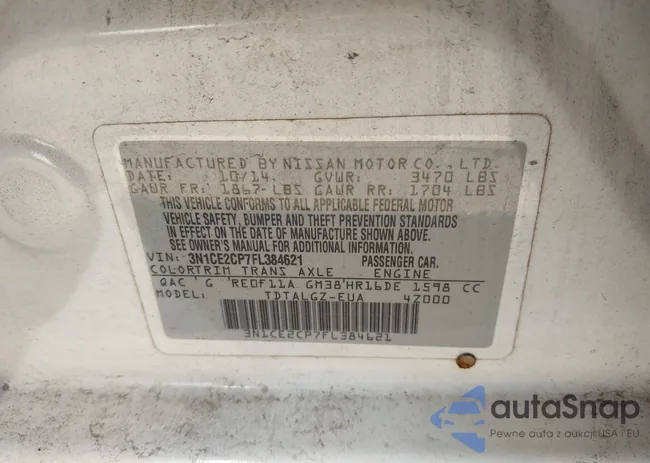 MANUFACTURED BY NISSAN MOTOR CO., LTD.
DATE: 10/14. GVWR: 3470 LBS
GAWR FR: 1867-LBS GAWR RR: 1704 LBS
THIS VEHICLE CONFORMS TO ALL APPLICABLE FEDERAL MOTOR
VEHICLE SAFETY, BUMPER AND THEFT PREVENTION STANDARDS
IN EFFECT ON THE DATE OF MANUFACTURE SHOWN ABOVE.
SEE OWNER'S MANUAL FOR ADDITIONAL INFORMATION.
VIN: 3N1CE2CP7FL384621 PASSENGER CAR.
COLORTRIM TRANS AXLE ENGINE
QAC G RE0F11A GM38 HR16DE 1598 CC
MODEL: TDTALGZ-EUA 4Z000
3N1CE2CP7FL384621
autoSnap
Pewne auta z aukcji USA i EU